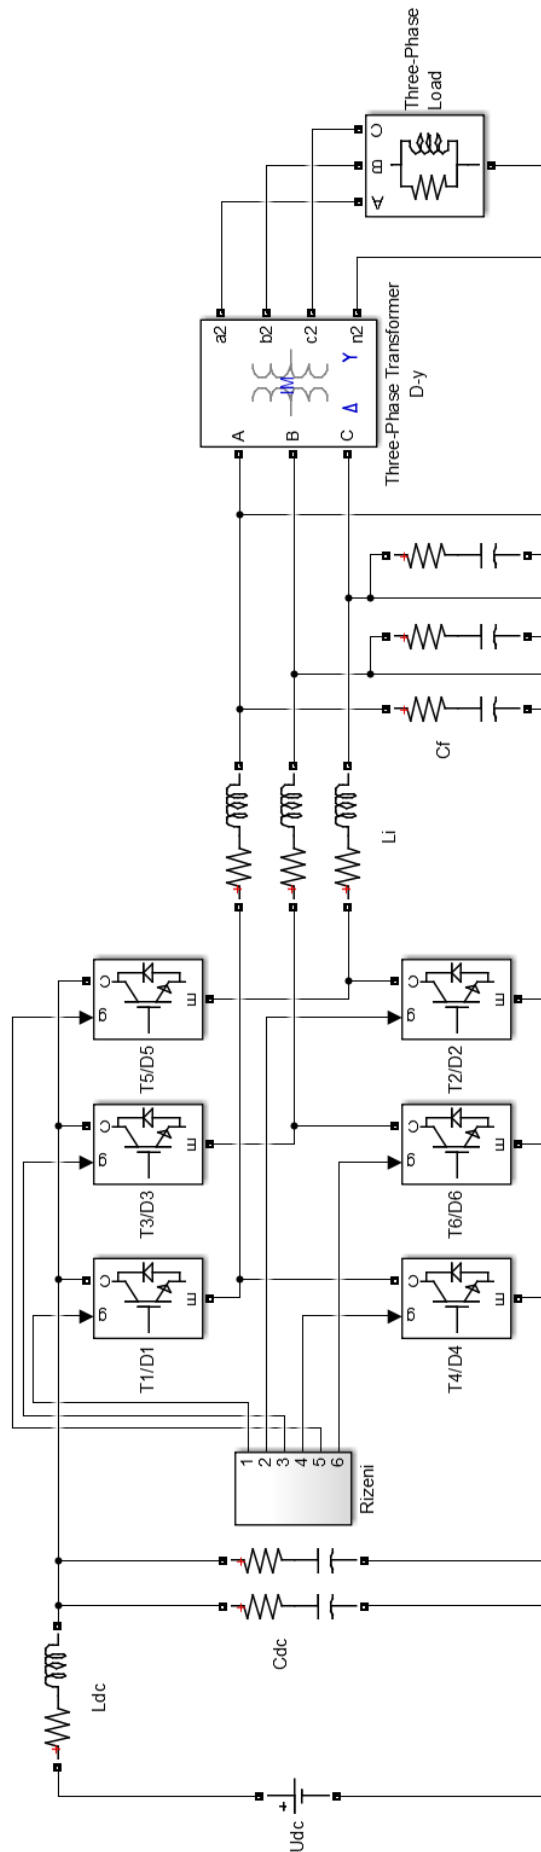 Udc
+
Ldc
+
Cdc
+
+
Rizeni
1
2
3
4
5
6
T1/D1
g
C
E
T3/D3
g
C
E
T5/D5
g
C
E
T4/D4
g
C
E
T6/D6
g
C
E
T2/D2
g
C
E
Li
+
+
+
Cf
+
+
+
A
B
C
a2
b2
c2
n2
Δ
Y
Three-Phase Transformer
D-y
A
B
C
Three-Phase
Load